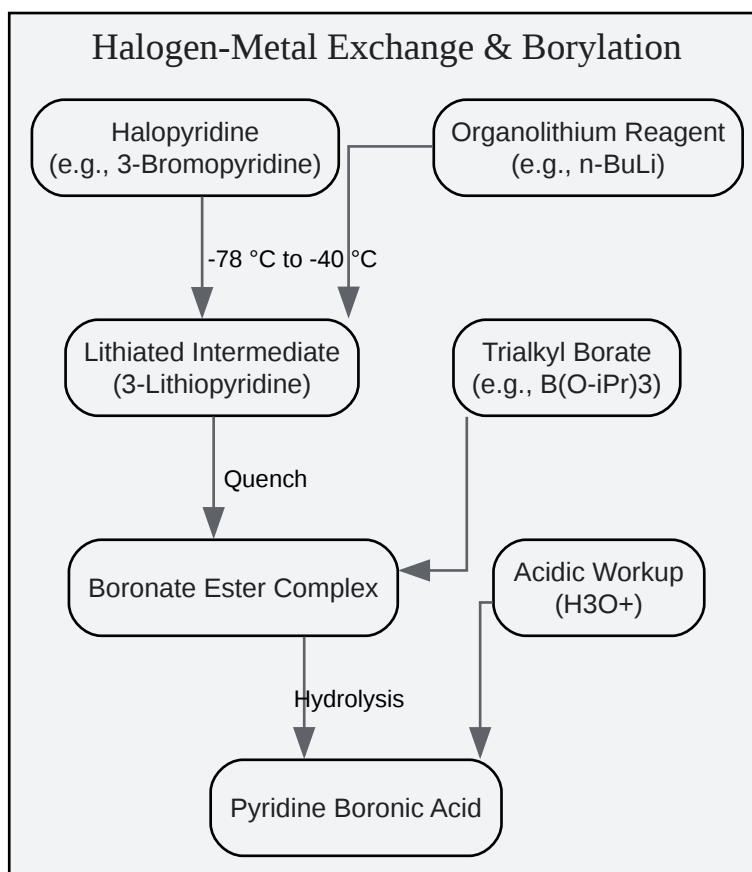 Halogen-Metal Exchange & Borylation
Halopyridine
(e.g., 3-Bromopyridine)
Organolithium Reagent
(e.g., n-BuLi)
-78 °C to -40 °C
Lithiated Intermediate
(3-Lithiopyridine)
Trialkyl Borate
(e.g., B(O-iPr)3)
Quench
Boronate Ester Complex
Acidic Workup
(H3O+)
Hydrolysis
Pyridine Boronic Acid